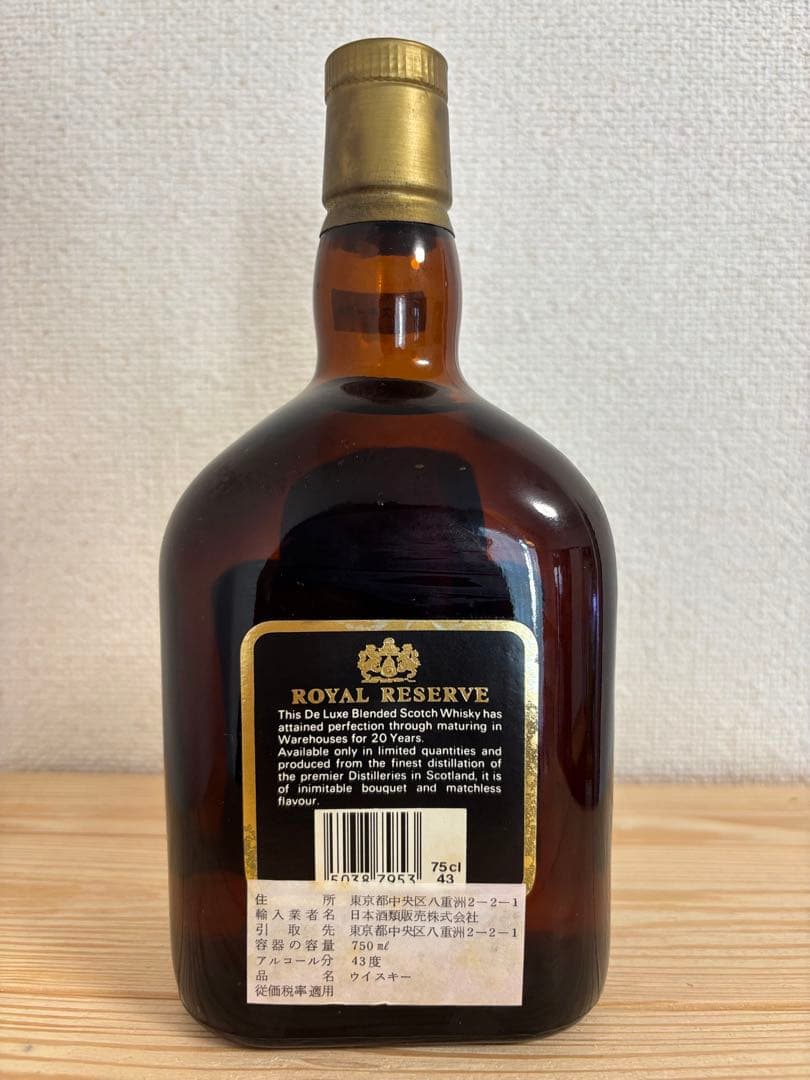 ROYAL RESERVE
This De Luxe Blended Scotch Whisky has
attained perfection through maturing in
Warehouses for 20 Years.
Available only in limited quantities and
produced from the finest distillation of
the premier Distilleries in Scotland, it is
of inimitable bouquet and matchless
flavour.
75cl
5038 7953 43
住所 東京都中央区八重洲2-2-1
輸入業者名 日本酒類販売株式会社
引取先 東京都中央区八重洲2-2-1
容器の容量 750㎖
アルコール分 43度
品名 ウイスキー
従価税率適用